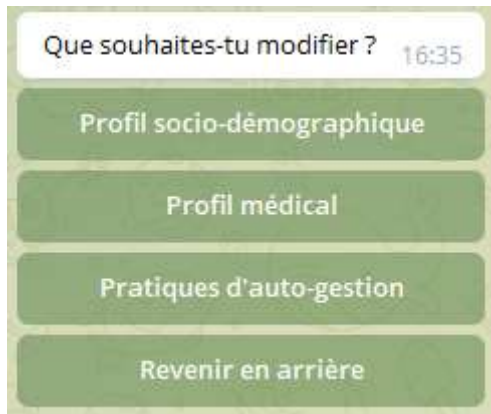 Que souhaites-tu modifier ? 16:35
Profil socio-démographique
Profil médical
Pratiques d'auto-gestion
Revenir en arrière